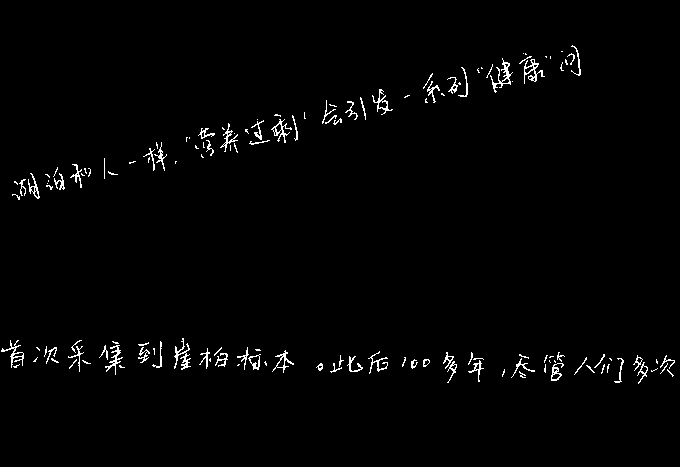 湖泊和人一样，“营养过剩”会引发一系列“健康”问
首次采集到崖柏标本。此后100多年，尽管人们多次